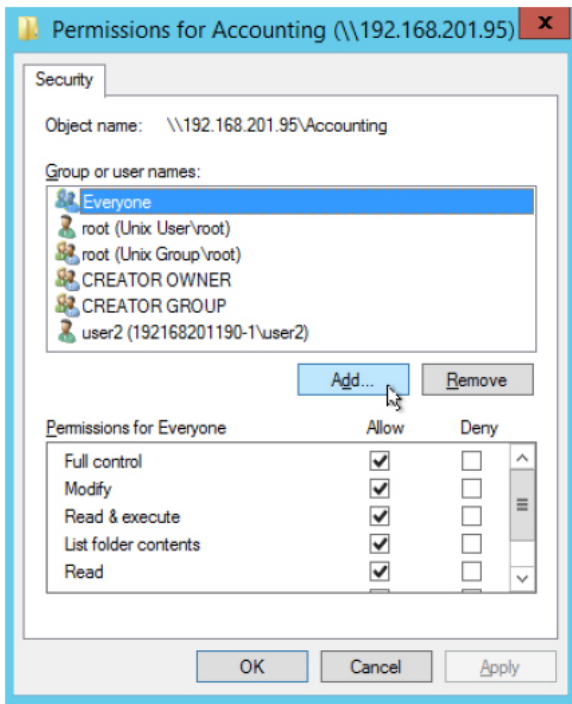 Permissions for Accounting (\\192.168.201.95)
x
Security
Object name: \\192.168.201.95\Accounting
Group or user names:
Everyone
root (Unix User\root)
root (Unix Group\root)
CREATOR OWNER
CREATOR GROUP
user2 (192168201190-1\user2)
Add... Remove
Permissions for Everyone Allow Deny
Full control
Modify
Read & execute
List folder contents
Read
OK Cancel Apply